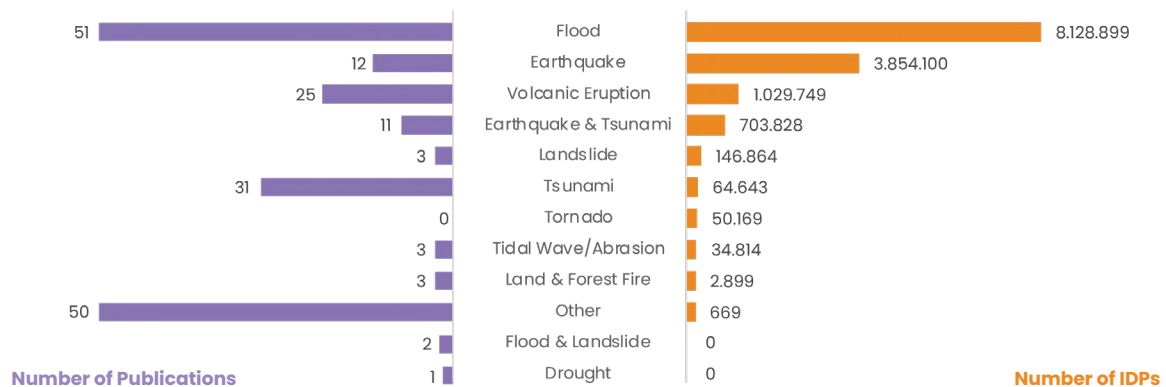 51 Flood 8.128.899
12 Earthquake 3.854.100
25 Volcanic Eruption 1.029.749
11 Earthquake & Tsunami 703.828
3 Landslide 146.864
31 Tsunami 64.643
0 Tornado 50.169
3 Tidal Wave/Abrasion 34.814
3 Land & Forest Fire 2.899
50 Other 669
2 Flood & Landslide 0
1 Drought 0
Number of Publications Number of IDPs